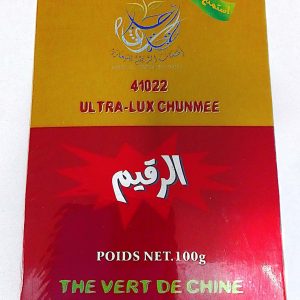 41022
ULTRA-LUX CHUNMEE
الرقيم
POIDS NET.100g
THE VERT DE CHINE